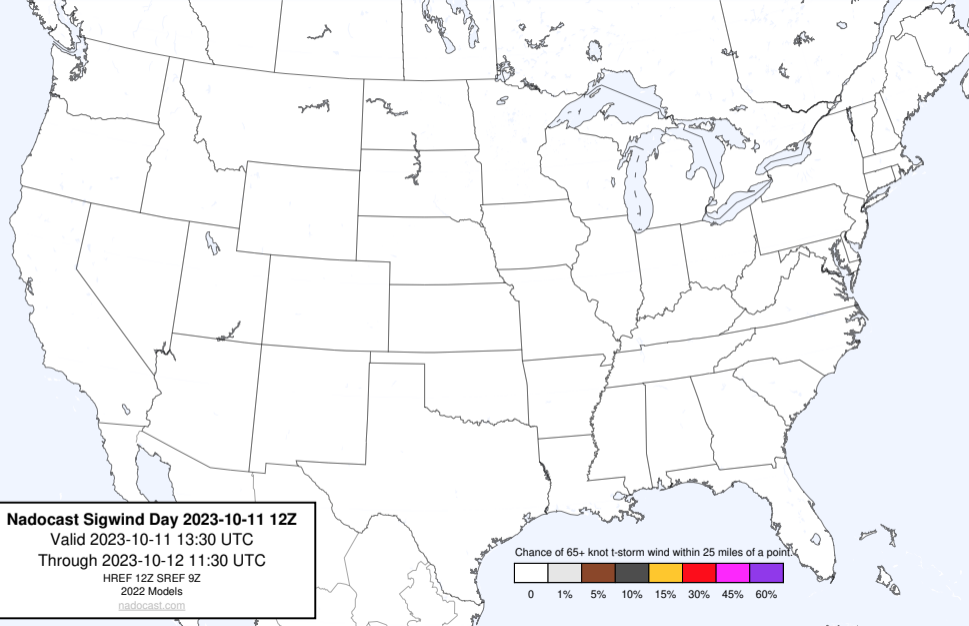 Nadocast Sigwind Day 2023-10-11 12Z
Valid 2023-10-11 13:30 UTC
Through 2023-10-12 11:30 UTC
HREF 12Z SREF 9Z
2022 Models
nadocast.com
Chance of 65+ knot t-storm wind within 25 miles of a point.
0 1% 5% 10% 15% 30% 45% 60%